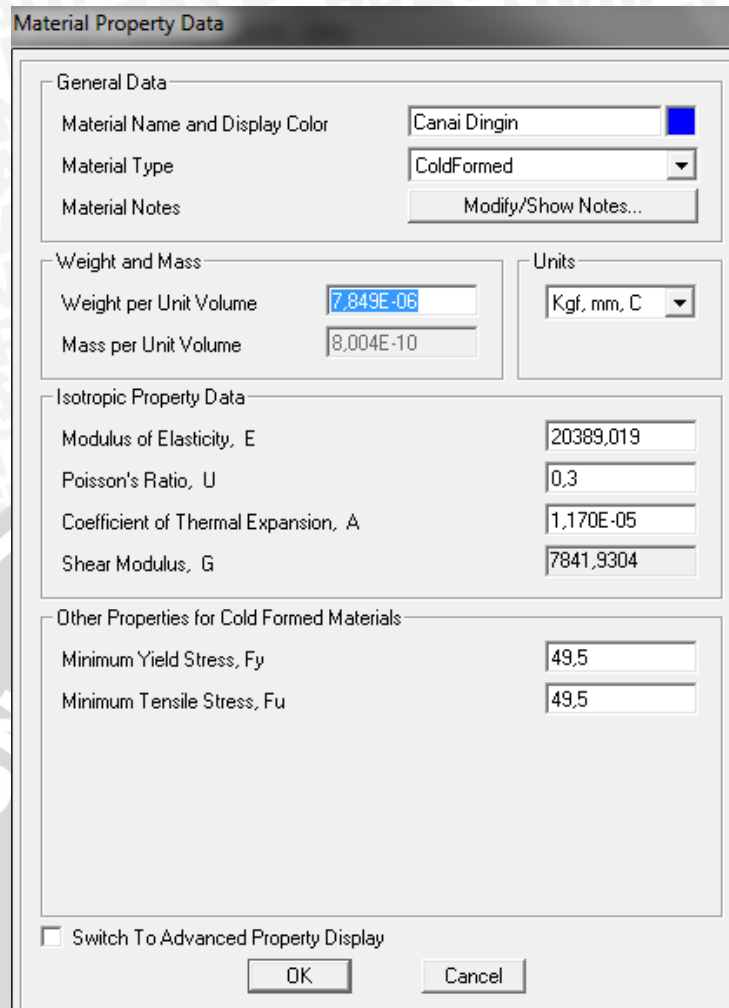 Material Property Data
General Data
Material Name and Display Color Canai Dingin
Material Type ColdFormed
Material Notes Modify/Show Notes...
Weight and Mass
Weight per Unit Volume 7,849E-06
Mass per Unit Volume 8,004E-10
Units
Kgf, mm, C
Isotropic Property Data
Modulus of Elasticity, E 20389,019
Poisson's Ratio, U 0,3
Coefficient of Thermal Expansion, A 1,170E-05
Shear Modulus, G 7841,9304
Other Properties for Cold Formed Materials
Minimum Yield Stress, Fy 49,5
Minimum Tensile Stress, Fu 49,5
Switch To Advanced Property Display
OK Cancel